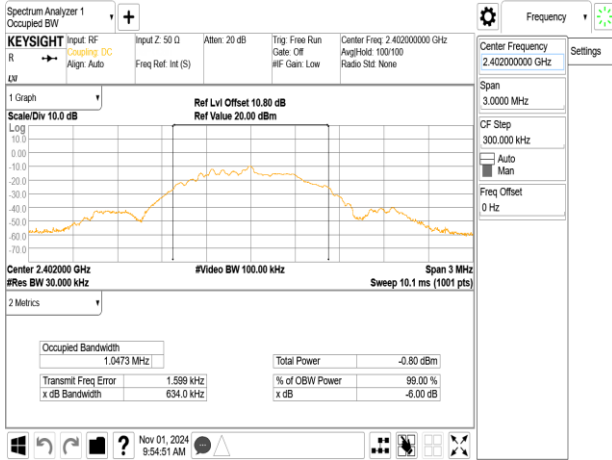 Spectrum Analyzer 1
Occupied BW
Frequency
KEYSIGHT
R
Input: RF
Coupling: DC
Align: Auto
Input Z: 50 Ω
Freq Ref: Int (S)
Atten: 20 dB
Trig: Free Run
Gate: Off
#IF Gain: Low
Center Freq: 2.402000000 GHz
Avg|Hold: 100/100
Radio Std: None
LXI
Center Frequency
2.402000000 GHz
Settings
Span
3.0000 MHz
CF Step
300.000 kHz
Auto
Man
Freq Offset
0 Hz
1 Graph
Scale/Div 10.0 dB
Ref Lvl Offset 10.80 dB
Ref Value 20.00 dBm
Log
10.0
0.00
-10.0
-20.0
-30.0
-40.0
-50.0
-60.0
-70.0
Center 2.402000 GHz
#Res BW 30.000 kHz
#Video BW 100.00 kHz
Span 3 MHz
Sweep 10.1 ms (1001 pts)
2 Metrics
Occupied Bandwidth
1.0473 MHz
Transmit Freq Error 1.599 kHz
x dB Bandwidth 634.0 kHz
Total Power -0.80 dBm
% of OBW Power 99.00 %
x dB -6.00 dB
?
Nov 01, 2024
9:54:51 AM